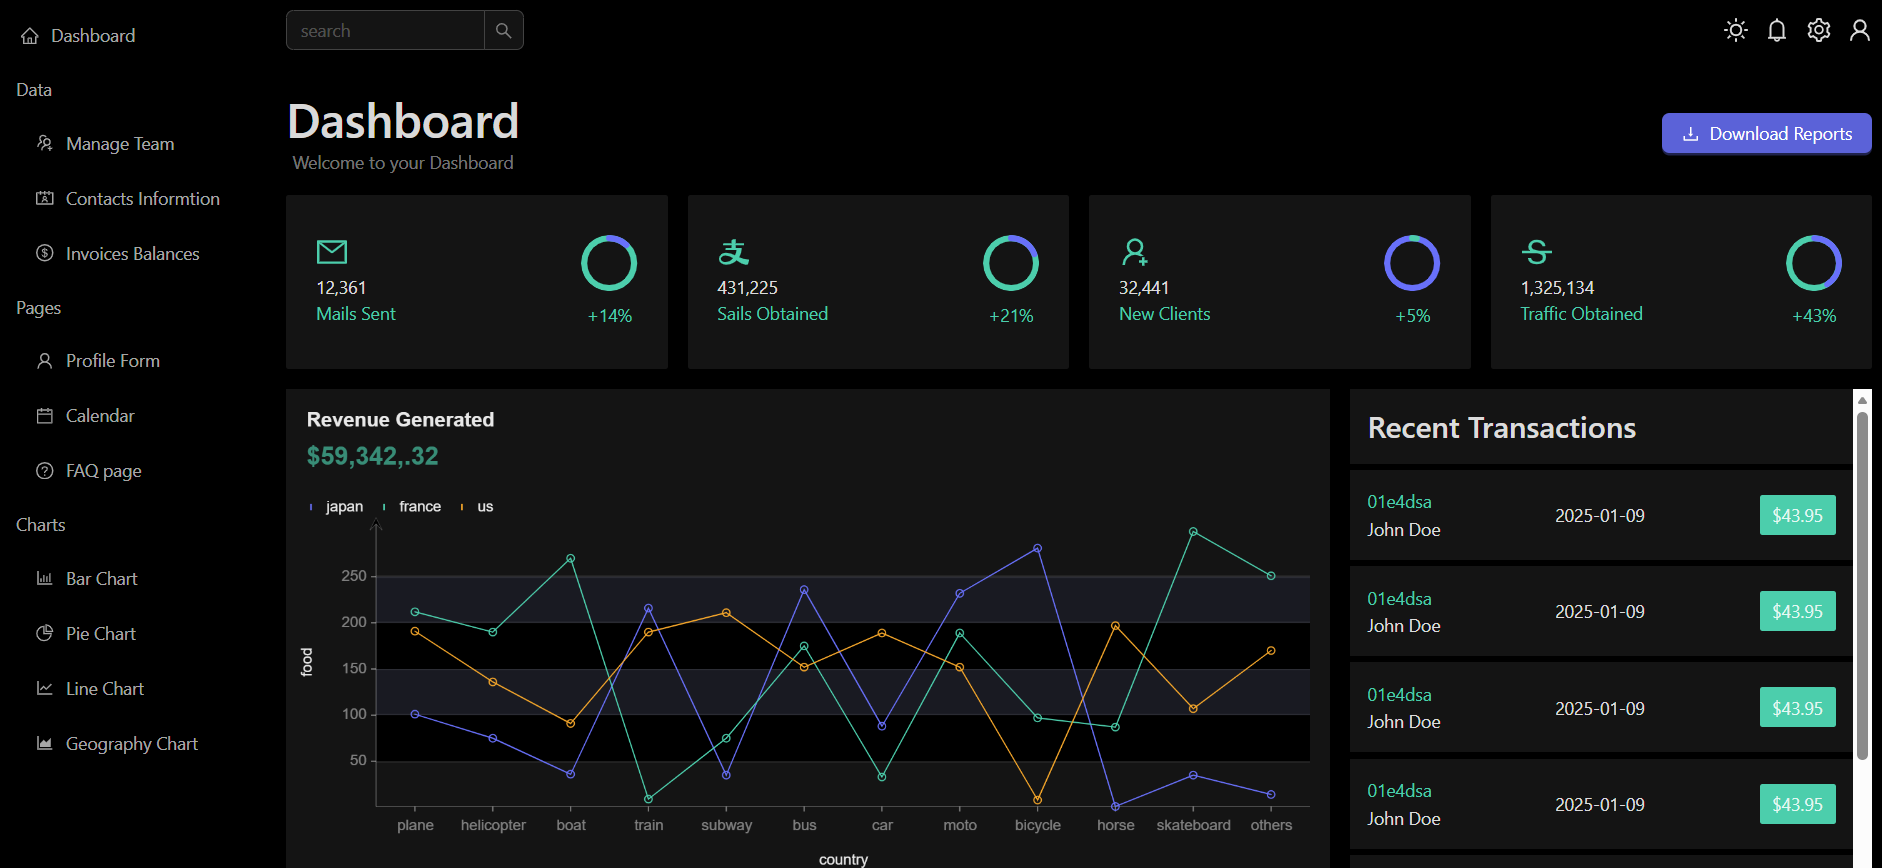 Dashboard
Data
Manage Team
Contacts Informtion
Invoices Balances
Pages
Profile Form
Calendar
FAQ page
Charts
Bar Chart
Pie Chart
Line Chart
Geography Chart
search
Dashboard
Welcome to your Dashboard
Download Reports
12,361
Mails Sent
+14%
431,225
Sails Obtained
+21%
32,441
New Clients
+5%
1,325,134
Traffic Obtained
+43%
Revenue Generated
$59,342,.32
japan france us
250
200
150
100
50
food
plane helicopter boat train subway bus car moto bicycle horse skateboard others
country
Recent Transactions
01e4dsa
John Doe
2025-01-09
$43.95
01e4dsa
John Doe
2025-01-09
$43.95
01e4dsa
John Doe
2025-01-09
$43.95
01e4dsa
John Doe
2025-01-09
$43.95